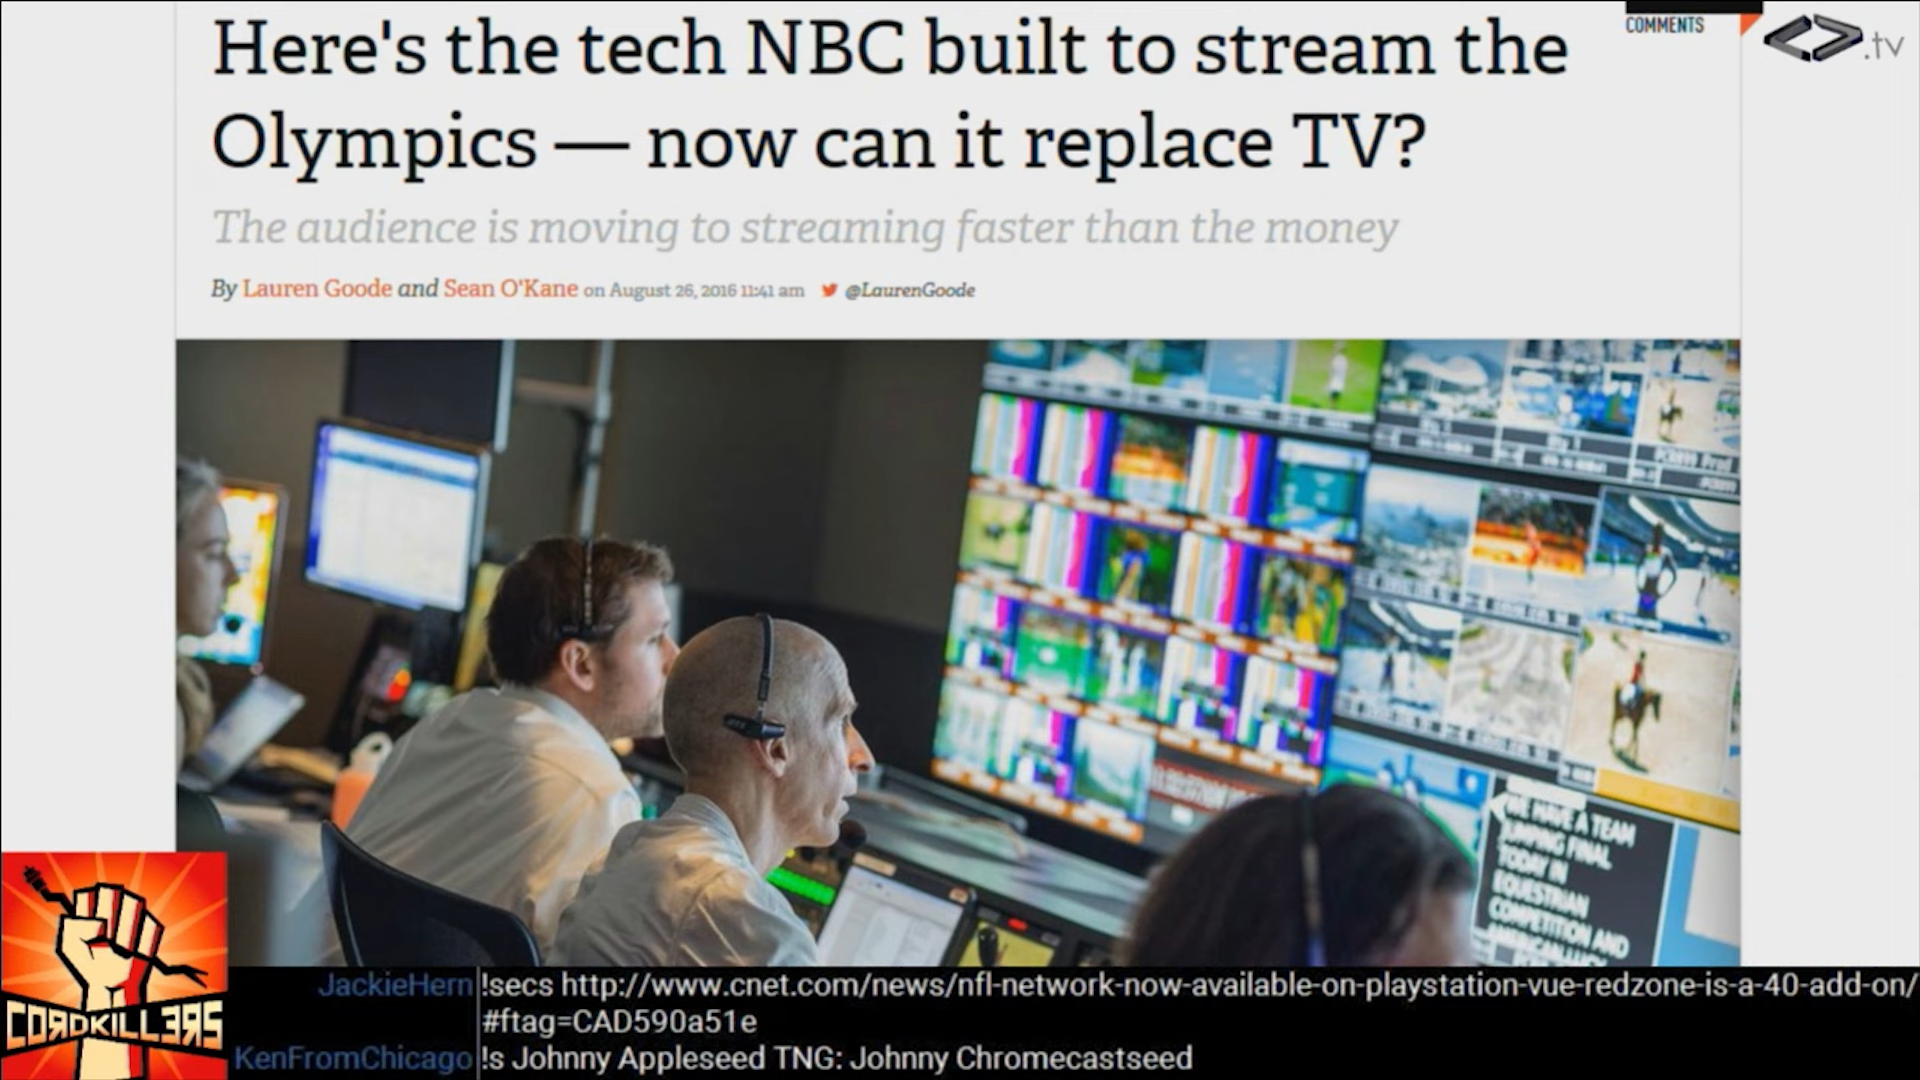 Here's the tech NBC built to stream the
Olympics — now can it replace TV?
The audience is moving to streaming faster than the money
By Lauren Goode and Sean O'Kane on August 26, 2016 11:41 am @LaurenGoode
COMMENTS
.tv
WE HAVE A TEAM
JUMPING FINAL
TODAY IN
EQUESTRIAN
COMPETITION AND
CORDKILLERS
JackieHern !secs http://www.cnet.com/news/nfl-network-now-available-on-playstation-vue-redzone-is-a-40-add-on/
#ftag=CAD590a51e
KenFromChicago !s Johnny Appleseed TNG: Johnny Chromecastseed